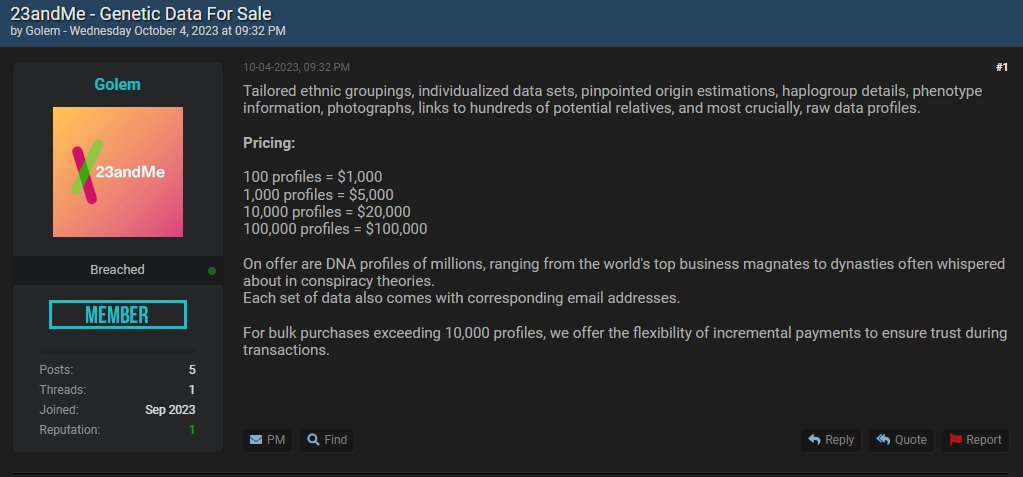 23andMe - Genetic Data For Sale
by Golem - Wednesday October 4, 2023 at 09:32 PM
Golem
23andMe
Breached
MEMBER
Posts: 5
Threads: 1
Joined: Sep 2023
Reputation: 1
10-04-2023, 09:32 PM #1
Tailored ethnic groupings, individualized data sets, pinpointed origin estimations, haplogroup details, phenotype
information, photographs, links to hundreds of potential relatives, and most crucially, raw data profiles.
Pricing:
100 profiles = $1,000
1,000 profiles = $5,000
10,000 profiles = $20,000
100,000 profiles = $100,000
On offer are DNA profiles of millions, ranging from the world's top business magnates to dynasties often whispered
about in conspiracy theories.
Each set of data also comes with corresponding email addresses.
For bulk purchases exceeding 10,000 profiles, we offer the flexibility of incremental payments to ensure trust during
transactions.
PM Find Reply Quote Report